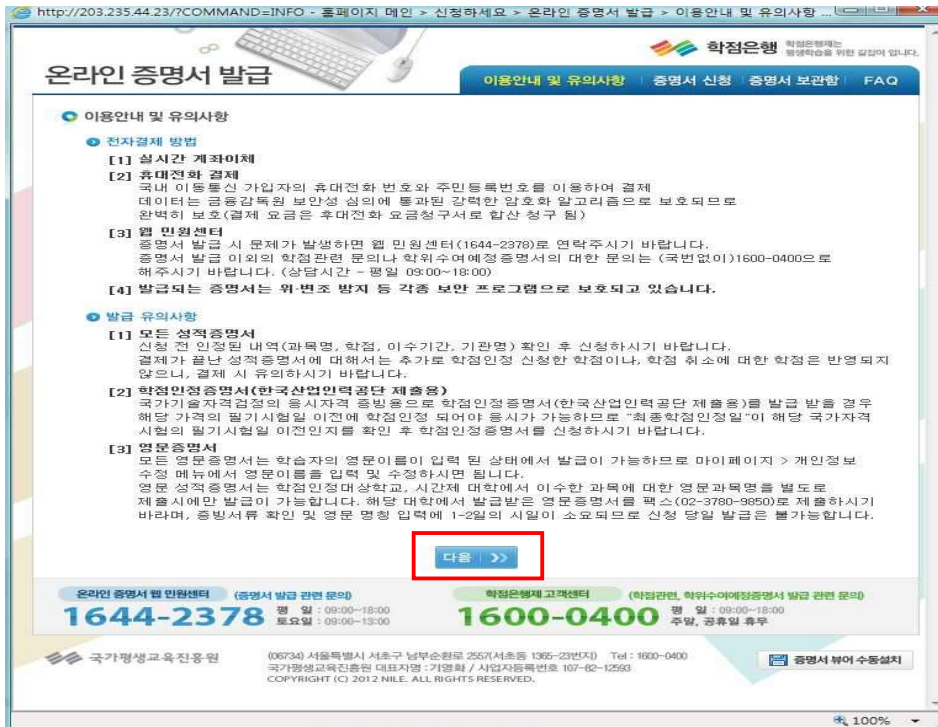 http://203.235.44.23/?COMMAND=INFO - 홈페이지 메인 > 신청하세요 > 온라인 증명서 발급 > 이용안내 및 유의사항 ...
학점은행 학점은행제는
평생학습을 위한 길잡이 입니다.
온라인 증명서 발급
이용안내 및 유의사항 증명서 신청 증명서 보관함 FAQ
이용안내 및 유의사항
전자결제 방법
[1] 실시간 계좌이체
[2] 휴대전화 결제
국내 이동통신 가입자의 휴대전화 번호와 주민등록번호를 이용하여 결제
데이터는 금융감독원 보안성 심의에 통과된 강력한 암호화 알고리즘으로 보호되므로
완벽히 보호(결제 요금은 후대전화 요금청구서로 합산 청구 됨)
[3] 웹 민원센터
증명서 발급 시 문제가 발생하면 웹 민원센터(1644-2378)로 연락주시기 바랍니다.
증명서 발급 이외의 학점관련 문의나 학위수여예정증명서의 대한 문의는 (국번없이)1600-0400으로
해주시기 바랍니다. (상담시간 - 평일 09:00~18:00)
[4] 발급되는 증명서는 위·변조 방지 등 각종 보안 프로그램으로 보호되고 있습니다.
발급 유의사항
[1] 모든 성적증명서
신청 전 인정된 내역(과목명, 학점, 이수기간, 기관명) 확인 후 신청하시기 바랍니다.
결제가 끝난 성적증명서에 대해서는 추가로 학점인정 신청한 학점이나, 학점 취소에 대한 학점은 반영되지
않으니, 결제 시 유의하시기 바랍니다.
[2] 학점인정증명서(한국산업인력공단 제출용)
국가기술자격검정의 응시자격 증빙용으로 학점인정증명서(한국산업인력공단 제출용)를 발급 받을 경우
해당 가격의 필기시험일 이전에 학점인정 되어야 응시가 가능하므로 "최종학점인정일"이 해당 국가자격
시험의 필기시험일 이전인지를 확인 후 학점인정증명서를 신청하시기 바랍니다.
[3] 영문증명서
모든 영문증명서는 학습자의 영문이름이 입력 된 상태에서 발급이 가능하므로 마이페이지 > 개인정보
수정 메뉴에서 영문이름을 입력 및 수정하시면 됩니다.
영문 성적증명서는 학점인정대상학교, 시간제 대학에서 이수한 과목에 대한 영문과목명을 별도로
제출시에만 발급이 가능합니다. 해당 대학에서 발급받은 영문증명서를 팩스(02-3780-9850)로 제출하시기
바라며, 증빙서류 확인 및 영문 명칭 입력에 1-2일의 시일이 소요되므로 신청 당일 발급은 불가능합니다.
다음 >>
온라인 증명서 웹 민원센터 (증명서 발급 관련 문의)
1644-2378 평 일 : 09:00~18:00
토요일 : 09:00~13:00
학점은행제 고객센터 (학점관련, 학위수여예정증명서 발급 관련 문의)
1600-0400 평 일 : 09:00~18:00
주말, 공휴일 휴무
국가평생교육진흥원
(06734) 서울특별시 서초구 남부순환로 2557(서초동 1365-23번지) Tel : 1600-0400
국가평생교육진흥원 대표자명 : 기영화 / 사업자등록번호 107-82-12593
COPYRIGHT (C) 2012 NILE. ALL RIGHTS RESERVED.
증명서 뷰어 수동설치
100%